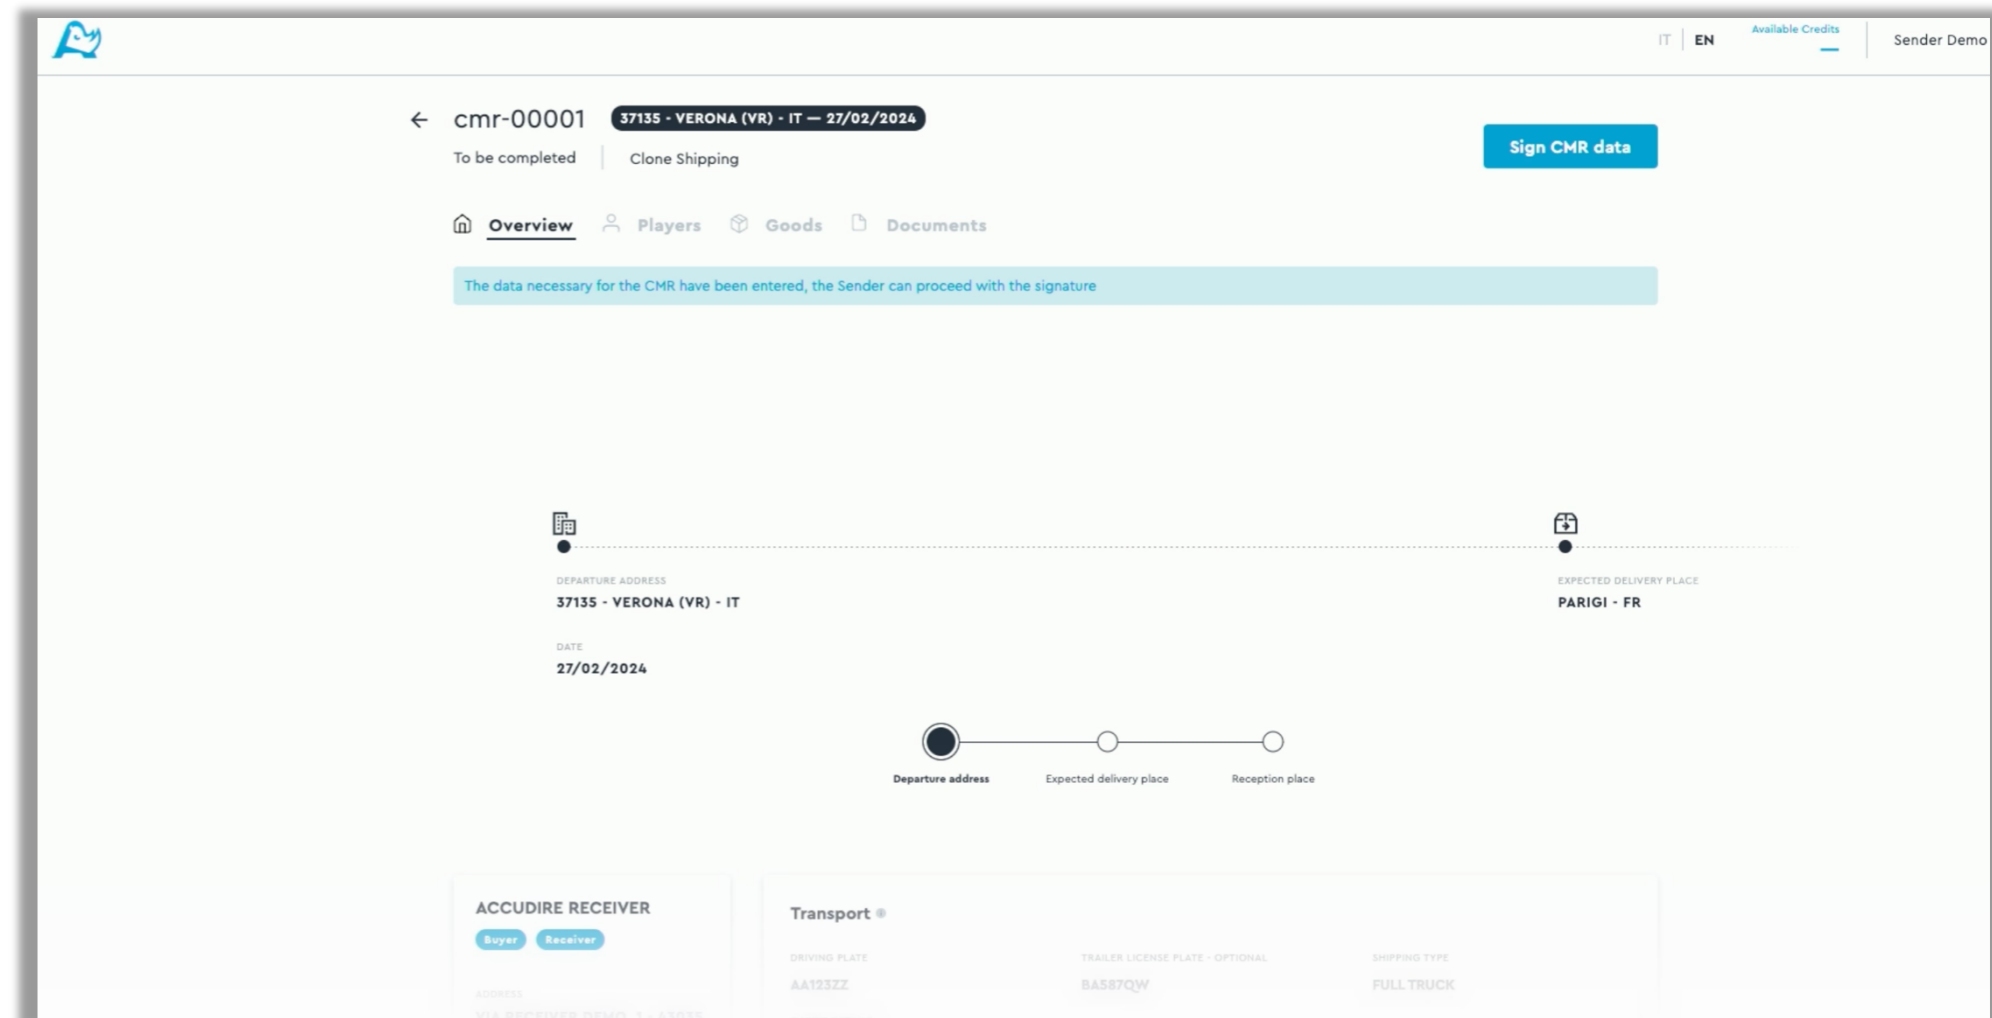 IT EN Available Credits Sender Demo
cmr-00001 37135 - VERONA (VR) - IT — 27/02/2024
To be completed Clone Shipping
Sign CMR data
Overview Players Goods Documents
The data necessary for the CMR have been entered, the Sender can proceed with the signature
DEPARTURE ADDRESS
37135 - VERONA (VR) - IT
DATE
27/02/2024
EXPECTED DELIVERY PLACE
PARIGI - FR
Departure address Expected delivery place Reception place
ACCUDIRE RECEIVER
Buyer Receiver
ADDRESS
VIA RECEIVER DEMO, 1 -
Transport
DRIVING PLATE TRAILER LICENSE PLATE - OPTIONAL SHIPPING TYPE
AA123ZZ BA587QW FULL TRUCK